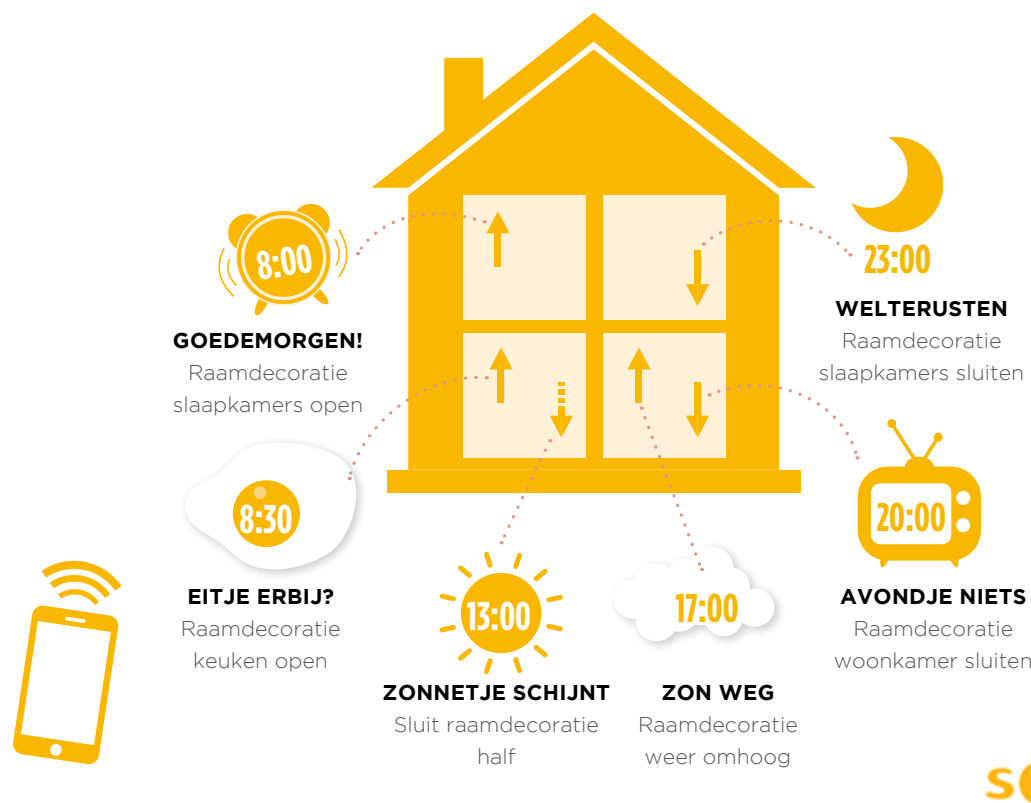 8:00
GOEDEMORGEN!
Raamdecoratie
slaapkamers open
8:30
EITJE ERBIJ?
Raamdecoratie
keuken open
13:00
ZONNETJE SCHIJNT
Sluit raamdecoratie
half
17:00
ZON WEG
Raamdecoratie
weer omhoog
20:00
AVONDJE NIETS
Raamdecoratie
woonkamer sluiten
23:00
WELTERUSTEN
Raamdecoratie
slaapkamers sluiten